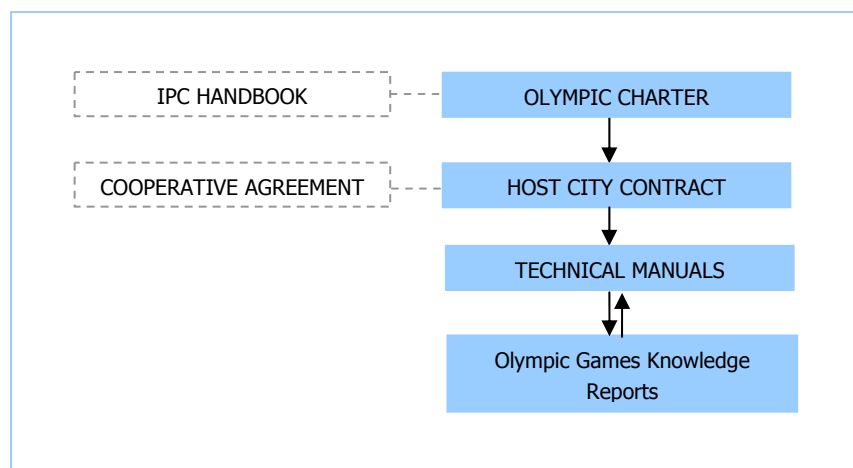 IPC HANDBOOK
OLYMPIC CHARTER
COOPERATIVE AGREEMENT
HOST CITY CONTRACT
TECHNICAL MANUALS
Olympic Games Knowledge
Reports